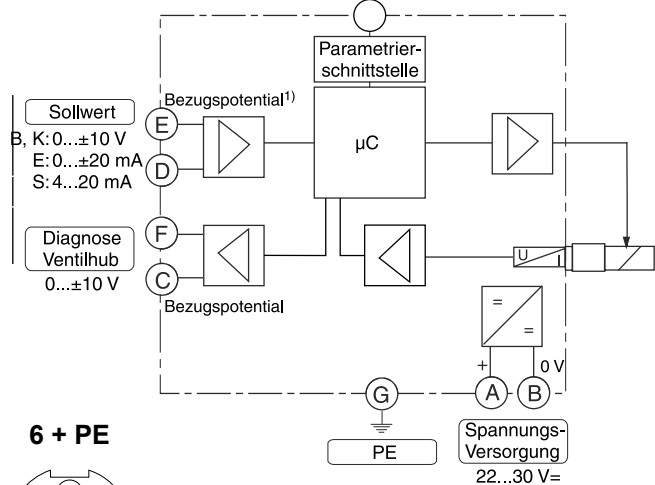 Parametrier-
schnittstelle
Sollwert
B, K: 0...±10 V
E: 0...±20 mA
S: 4...20 mA
Bezugspotential¹⁾
E
D
µC
Diagnose
Ventilhub
0...±10 V
F
C
Bezugspotential
U
I
=
=
+
0 V
G
A
B
PE
Spannungs-
Versorgung
22...30 V=
6 + PE